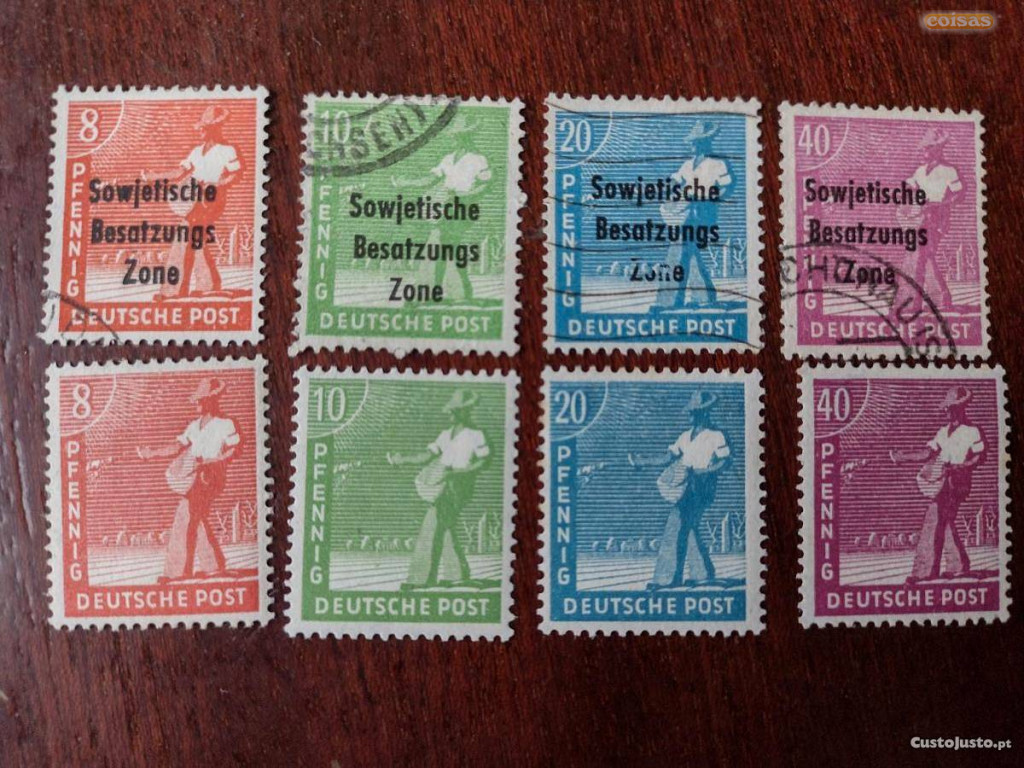 coisas
8
PFENNIG
Sowjetische
Besatzungs
Zone
DEUTSCHE POST
10
PFENNIG
Sowjetische
Besatzungs
Zone
DEUTSCHE POST
20
PFENNIG
Sowjetische
Besatzungs
Zone
DEUTSCHE POST
40
PFENNIG
Sowjetische
Besatzungs
Zone
DEUTSCHE POST
8
PFENNIG
DEUTSCHE POST
10
PFENNIG
DEUTSCHE POST
20
PFENNIG
DEUTSCHE POST
40
PFENNIG
DEUTSCHE POST
CustoJusto.pt